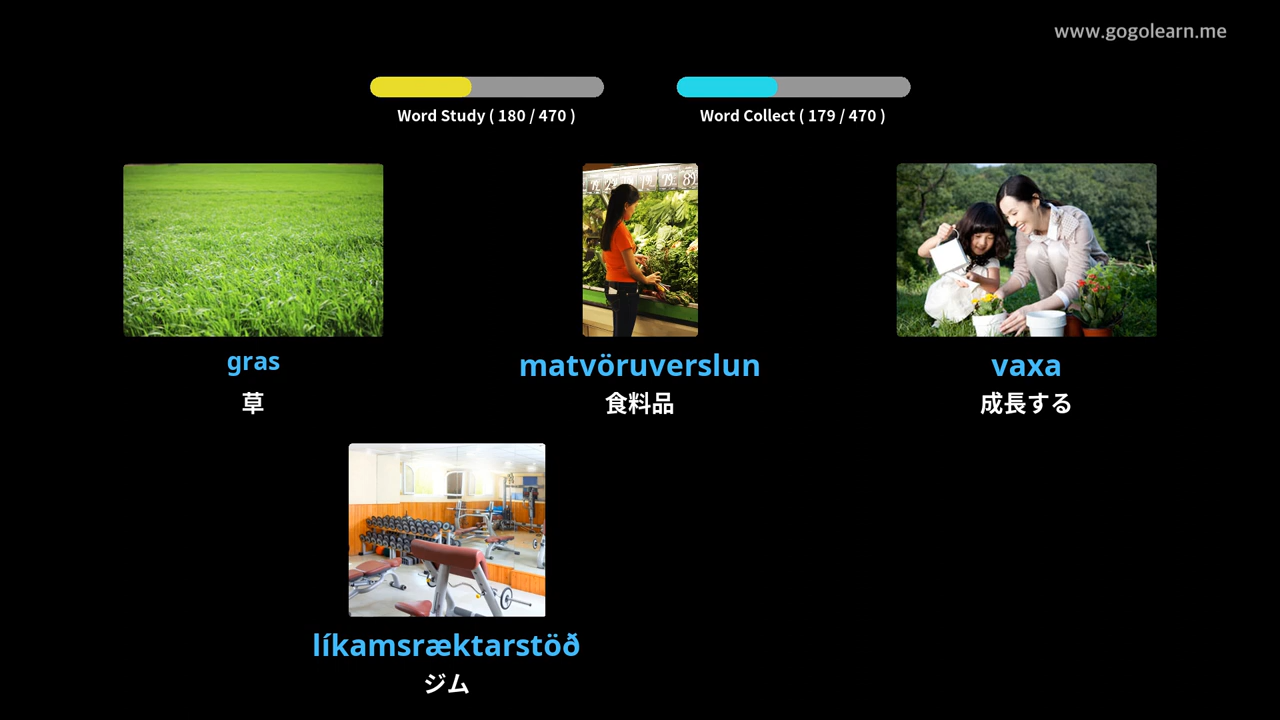 www.gogolearn.me
Word Study ( 180 / 470 )
Word Collect ( 179 / 470 )
gras
草
matvöruverslun
食料品
vaxa
成長する
líkamsræktarstöð
ジム